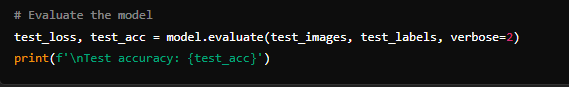 # Evaluate the model
test_loss, test_acc = model.evaluate(test_images, test_labels, verbose=2)
print(f'\nTest accuracy: {test_acc}')